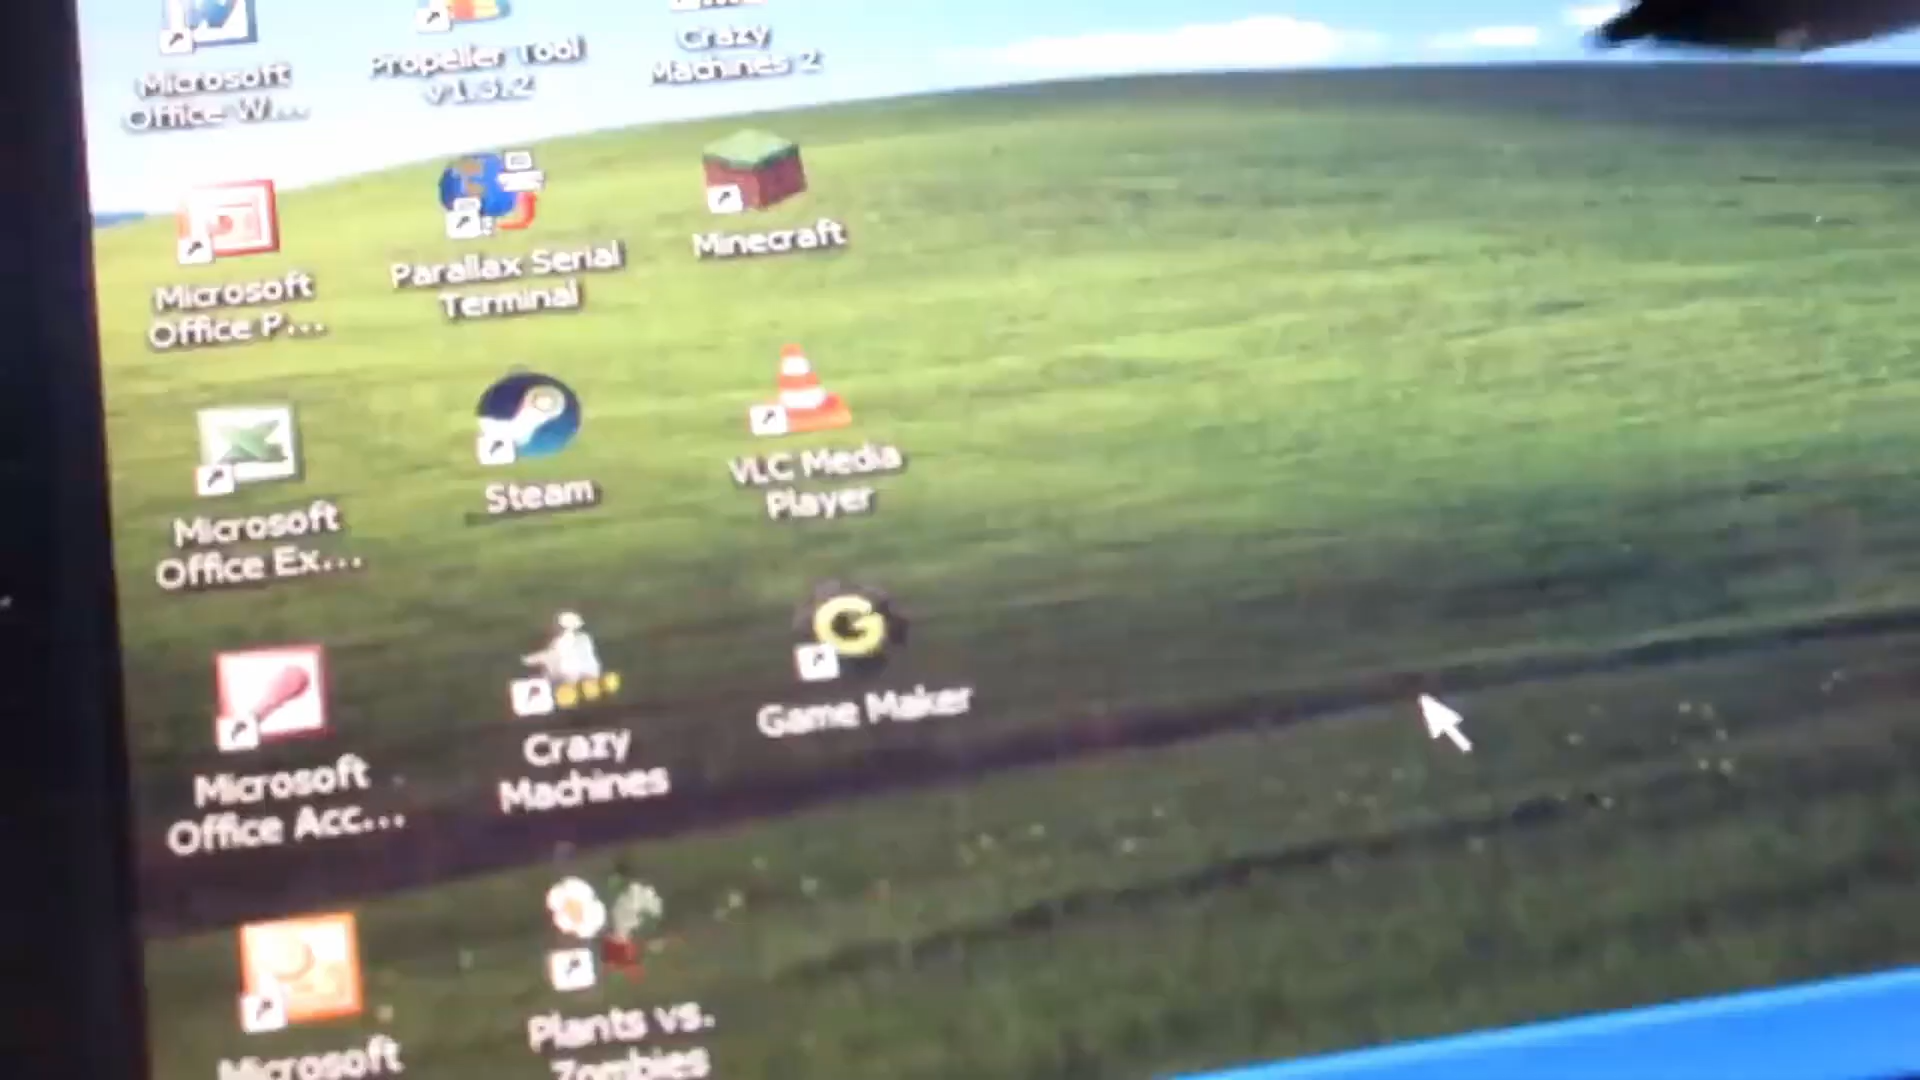 Microsoft
Office W...
Propeller Tool
v1.3.2
Crazy
Machines 2
Microsoft
Office P...
Parallax Serial
Terminal
Minecraft
Microsoft
Office Ex...
Steam
VLC Media
Player
Microsoft
Office Acc...
Crazy
Machines
G
Game Maker
Microsoft
Plants vs.
Zombies